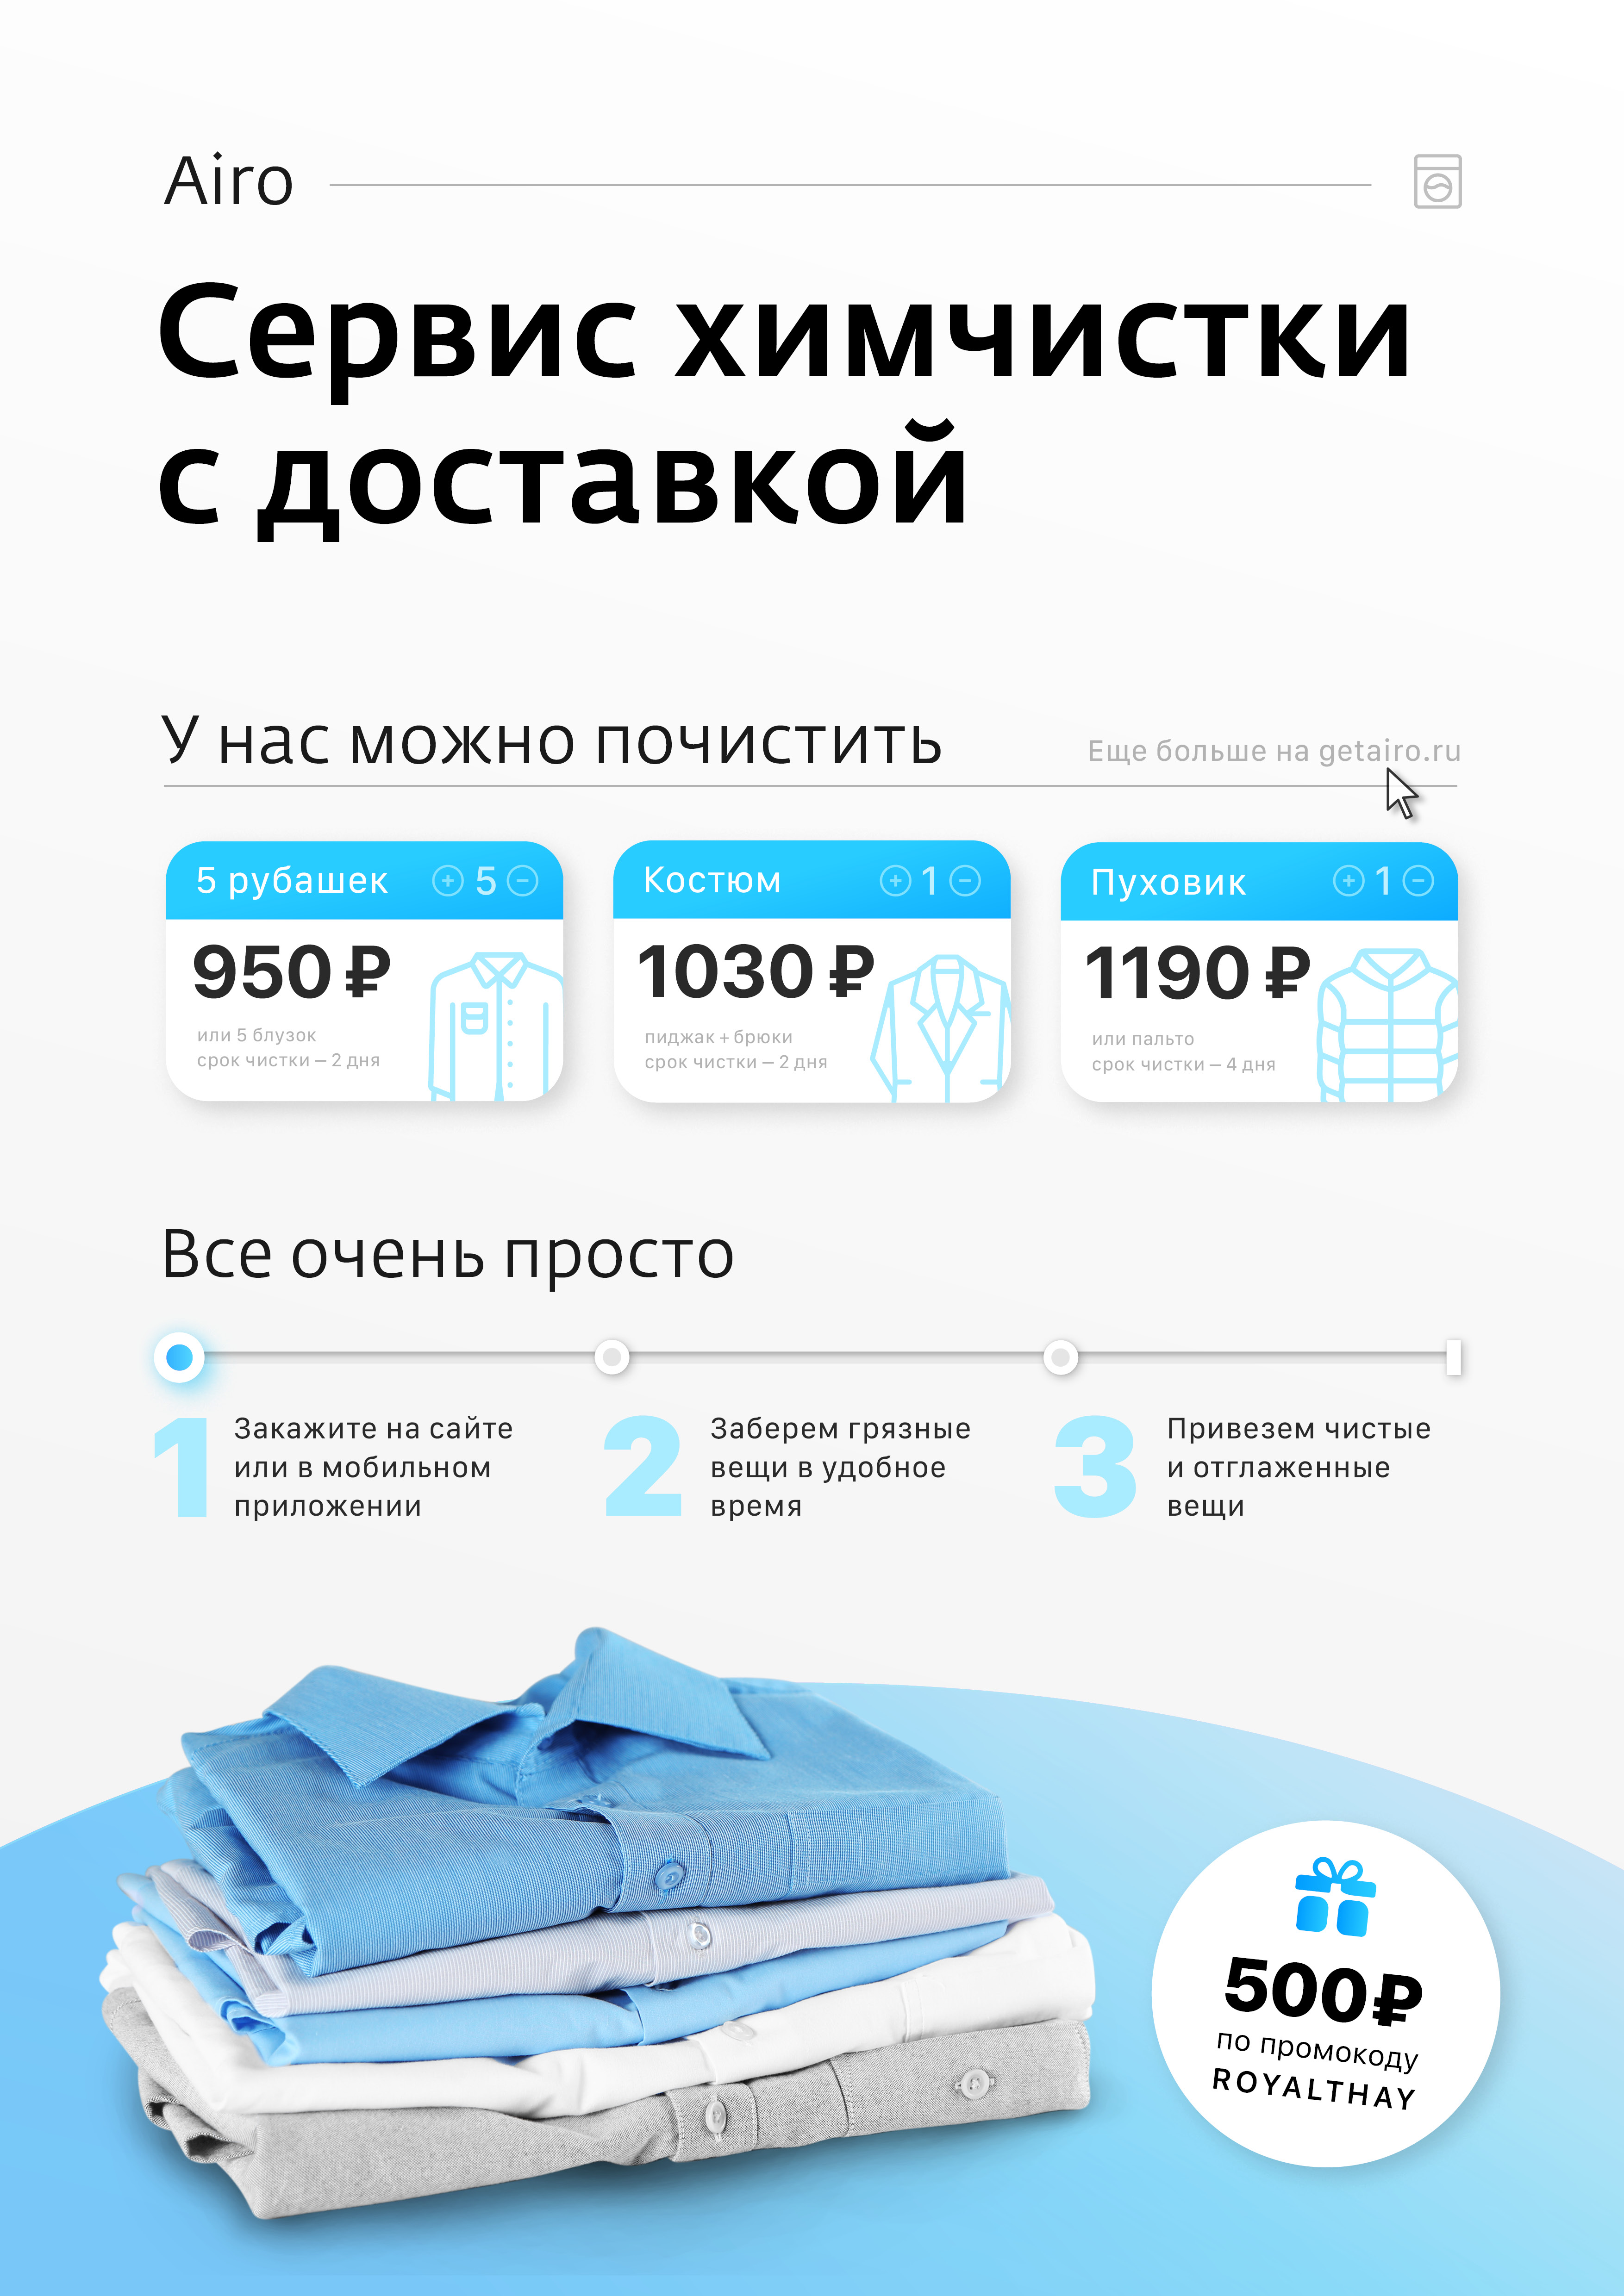 Airo
Сервис химчистки
с доставкой
У нас можно почистить
Еще больше на getairo.ru
5 рубашек + 5 −
950 ₽
или 5 блузок
срок чистки – 2 дня
Костюм + 1 −
1030 ₽
пиджак + брюки
срок чистки – 2 дня
Пуховик + 1 −
1190 ₽
или пальто
срок чистки – 4 дня
Все очень просто
1
Закажите на сайте
или в мобильном
приложении
2
Заберем грязные
вещи в удобное
время
3
Привезем чистые
и отглаженные
вещи
500₽
по промокоду
ROYALTHAY